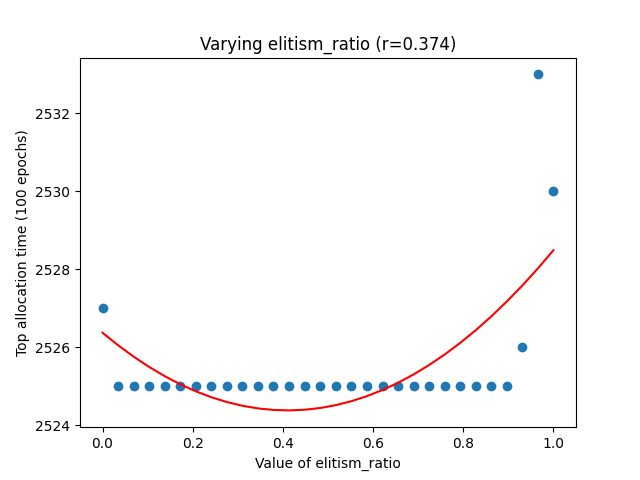 Varying elitism_ratio (r=0.374)
Top allocation time (100 epochs)
2532
2530
2528
2526
2524
0.0 0.2 0.4 0.6 0.8 1.0
Value of elitism_ratio